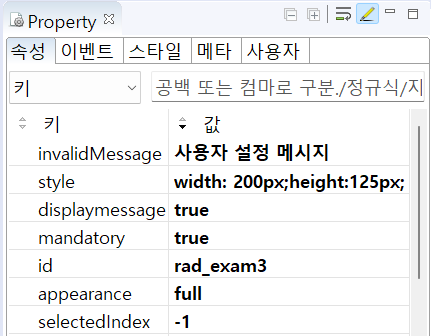 Property
속성 이벤트 스타일 메타 사용자
키 공백 또는 컴마로 구분./정규식/지
키 값
invalidMessage 사용자 설정 메시지
style width: 200px;height:125px;
displaymessage true
mandatory true
id rad_exam3
appearance full
selectedIndex -1